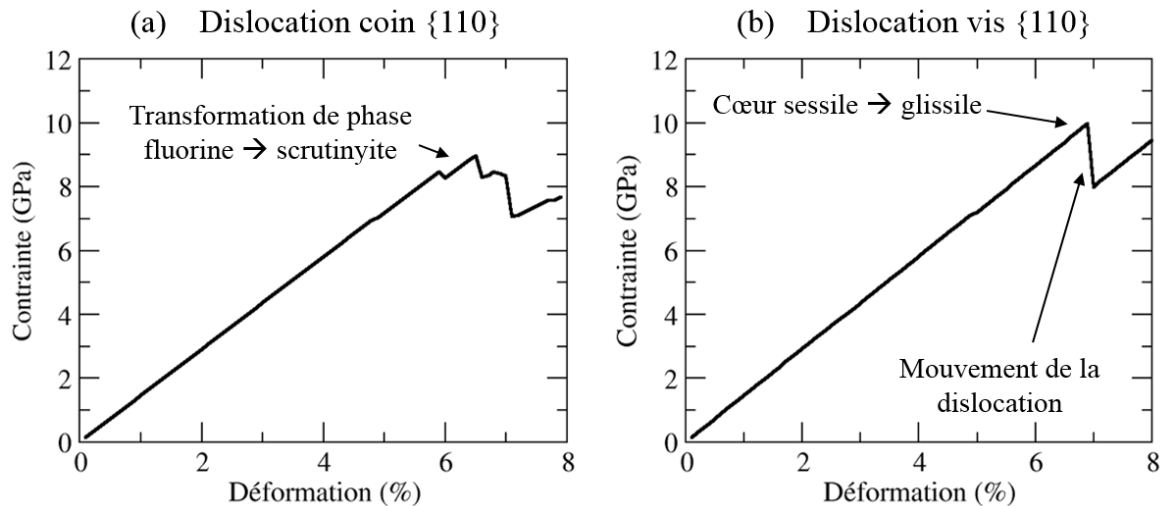 (a) Dislocation coin {110}
12
10
8
6
4
2
0
Contrainte (GPa)
Transformation de phase
fluorine → scrutinyite
0 2 4 6 8
Déformation (%)
(b) Dislocation vis {110}
12
10
8
6
4
2
0
Contrainte (GPa)
Cœur sessile → glissile
Mouvement de la
dislocation
0 2 4 6 8
Déformation (%)